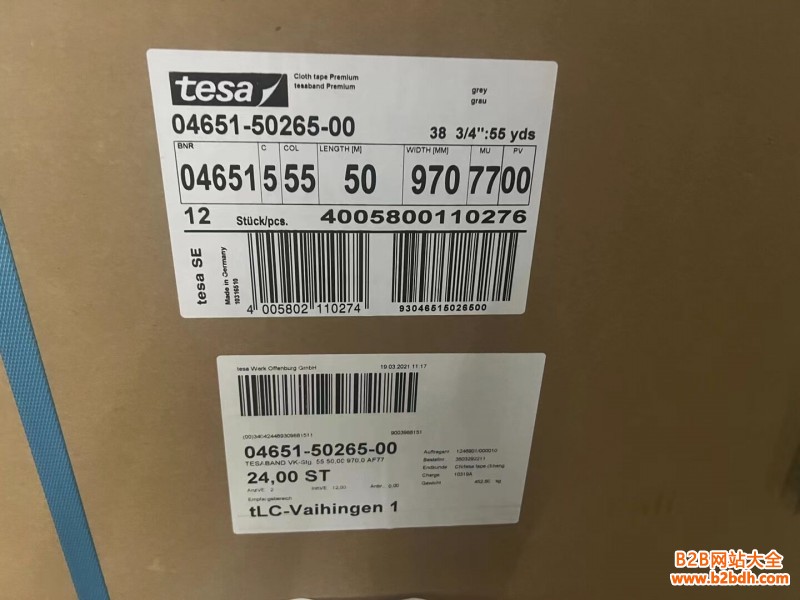 tesa
Cloth tape Premium
tesaband Premium
grey
grau
04651-50265-00
38 3/4":55 yds
BNR C COL LENGTH [M] WIDTH [MM] MU PV
04651 5 55 50 970 77 00
12 Stück/pcs. 4005800110276
tesa SE
Made in Germany
4 005802 110274
93046515026500
tesa Werk Offenburg GmbH 19.03.2021 11:17
04651-50265-00
24,00 ST
Empfangsbereich
tLC-Vaihingen 1
B2B网站大全
www.b2bdh.com